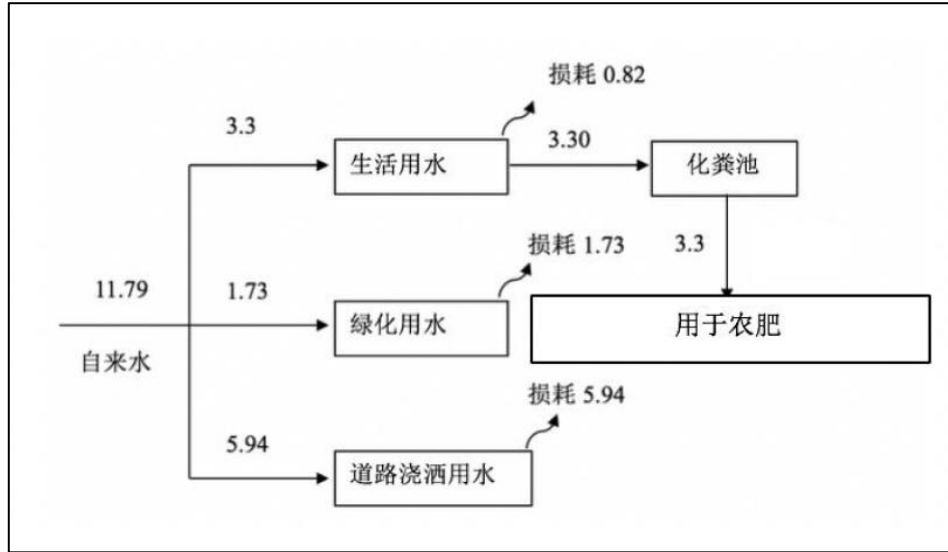 损耗 0.82
3.3
3.30
生活用水
化粪池
损耗 1.73
3.3
11.79
1.73
绿化用水
用于农肥
自来水
损耗 5.94
5.94
道路浇洒用水